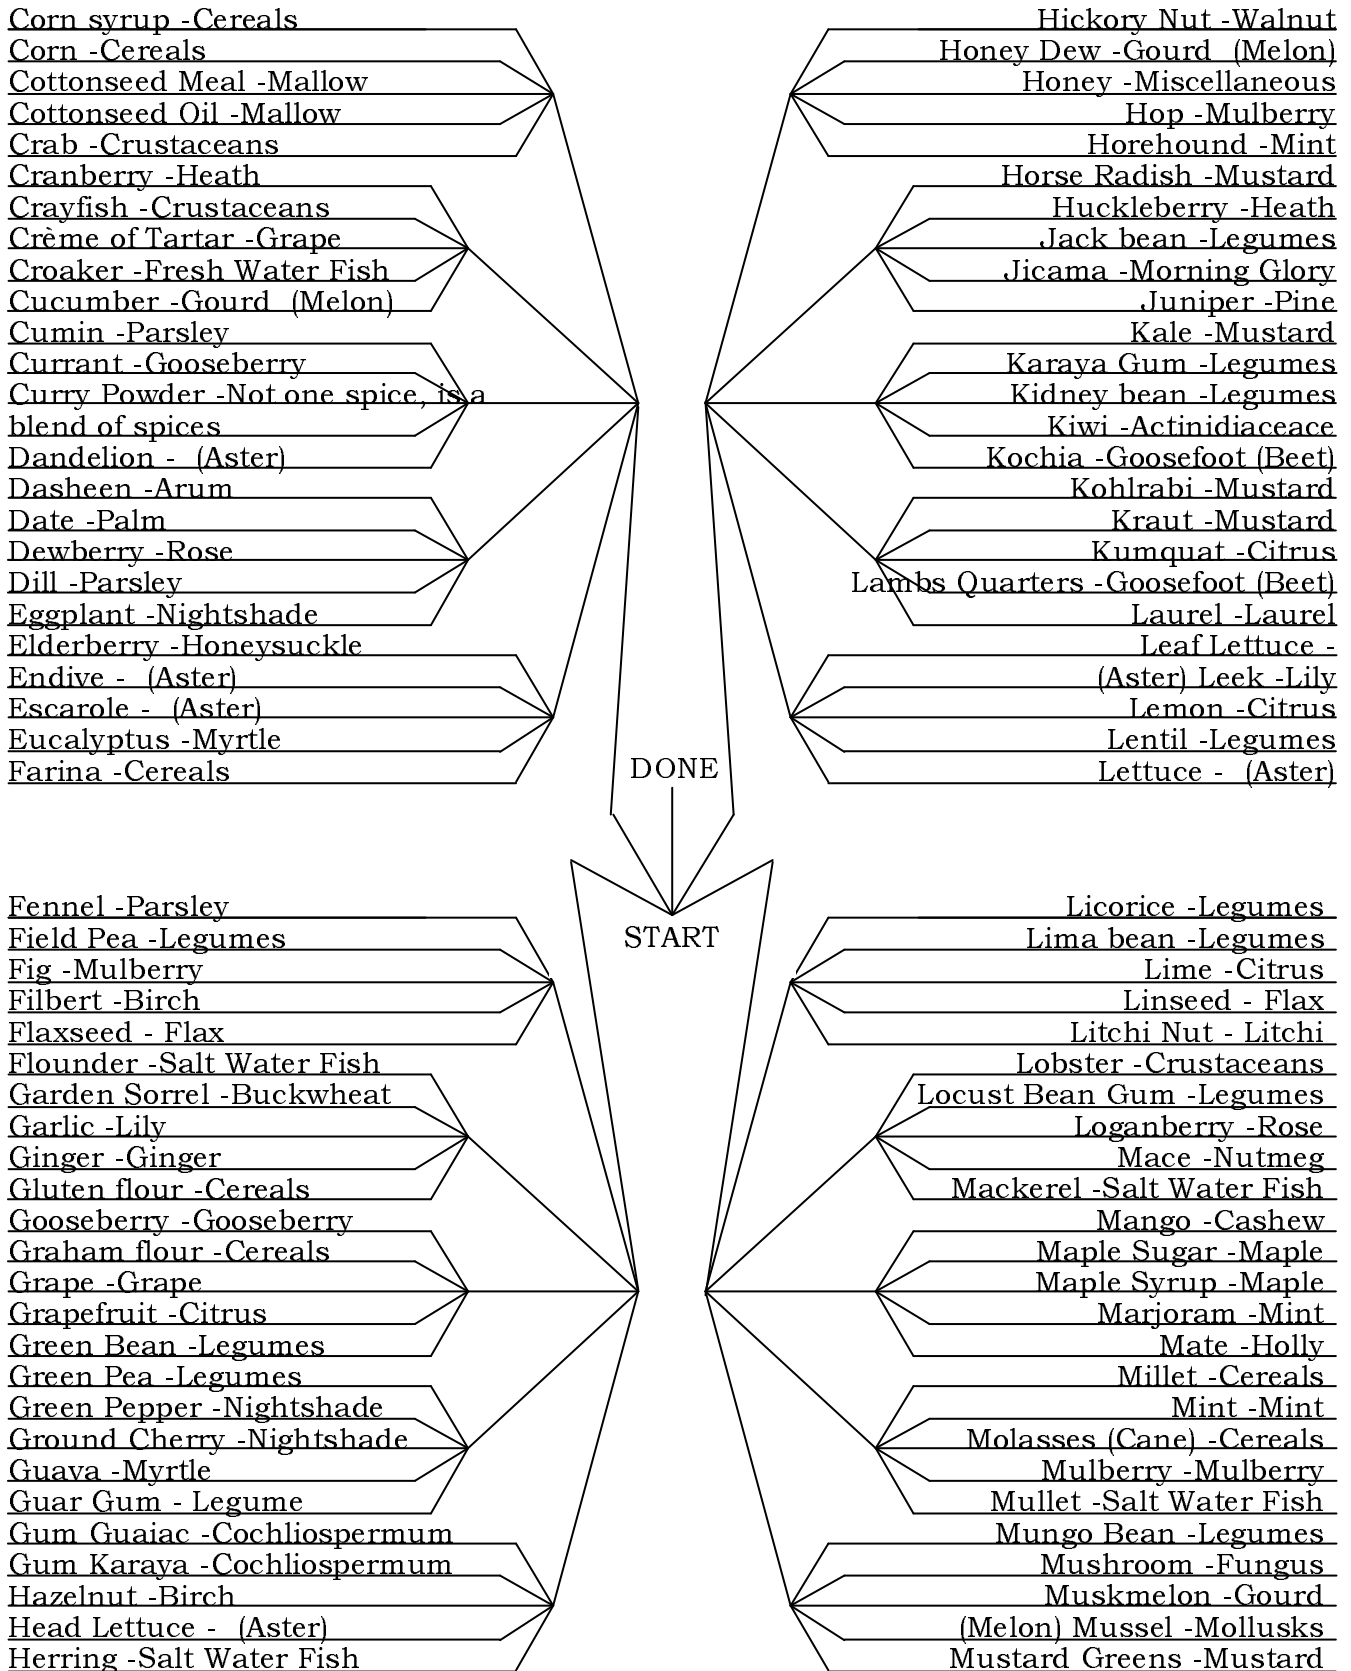 Corn syrup -Cereals
Corn -Cereals
Cottonseed Meal -Mallow
Cottonseed Oil -Mallow
Crab -Crustaceans
Cranberry -Heath
Crayfish -Crustaceans
Crème of Tartar -Grape
Croaker -Fresh Water Fish
Cucumber -Gourd (Melon)
Cumin -Parsley
Currant -Gooseberry
Curry Powder -Not one spice, is a
blend of spices
Dandelion - (Aster)
Dasheen -Arum
Date -Palm
Dewberry -Rose
Dill -Parsley
Eggplant -Nightshade
Elderberry -Honeysuckle
Endive - (Aster)
Escarole - (Aster)
Eucalyptus -Myrtle
Farina -Cereals
Hickory Nut -Walnut
Honey Dew -Gourd (Melon)
Honey -Miscellaneous
Hop -Mulberry
Horehound -Mint
Horse Radish -Mustard
Huckleberry -Heath
Jack bean -Legumes
Jicama -Morning Glory
Juniper -Pine
Kale -Mustard
Karaya Gum -Legumes
Kidney bean -Legumes
Kiwi -Actinidiaceace
Kochia -Goosefoot (Beet)
Kohlrabi -Mustard
Kraut -Mustard
Kumquat -Citrus
Lambs Quarters -Goosefoot (Beet)
Laurel -Laurel
Leaf Lettuce -
(Aster) Leek -Lily
Lemon -Citrus
Lentil -Legumes
Lettuce - (Aster)
DONE
START
Fennel -Parsley
Field Pea -Legumes
Fig -Mulberry
Filbert -Birch
Flaxseed - Flax
Flounder -Salt Water Fish
Garden Sorrel -Buckwheat
Garlic -Lily
Ginger -Ginger
Gluten flour -Cereals
Gooseberry -Gooseberry
Graham flour -Cereals
Grape -Grape
Grapefruit -Citrus
Green Bean -Legumes
Green Pea -Legumes
Green Pepper -Nightshade
Ground Cherry -Nightshade
Guava -Myrtle
Guar Gum - Legume
Gum Guaiac -Cochliospermum
Gum Karaya -Cochliospermum
Hazelnut -Birch
Head Lettuce - (Aster)
Herring -Salt Water Fish
Licorice -Legumes
Lima bean -Legumes
Lime -Citrus
Linseed - Flax
Litchi Nut - Litchi
Lobster -Crustaceans
Locust Bean Gum -Legumes
Loganberry -Rose
Mace -Nutmeg
Mackerel -Salt Water Fish
Mango -Cashew
Maple Sugar -Maple
Maple Syrup -Maple
Marjoram -Mint
Mate -Holly
Millet -Cereals
Mint -Mint
Molasses (Cane) -Cereals
Mulberry -Mulberry
Mullet -Salt Water Fish
Mungo Bean -Legumes
Mushroom -Fungus
Muskmelon -Gourd
(Melon) Mussel -Mollusks
Mustard Greens -Mustard